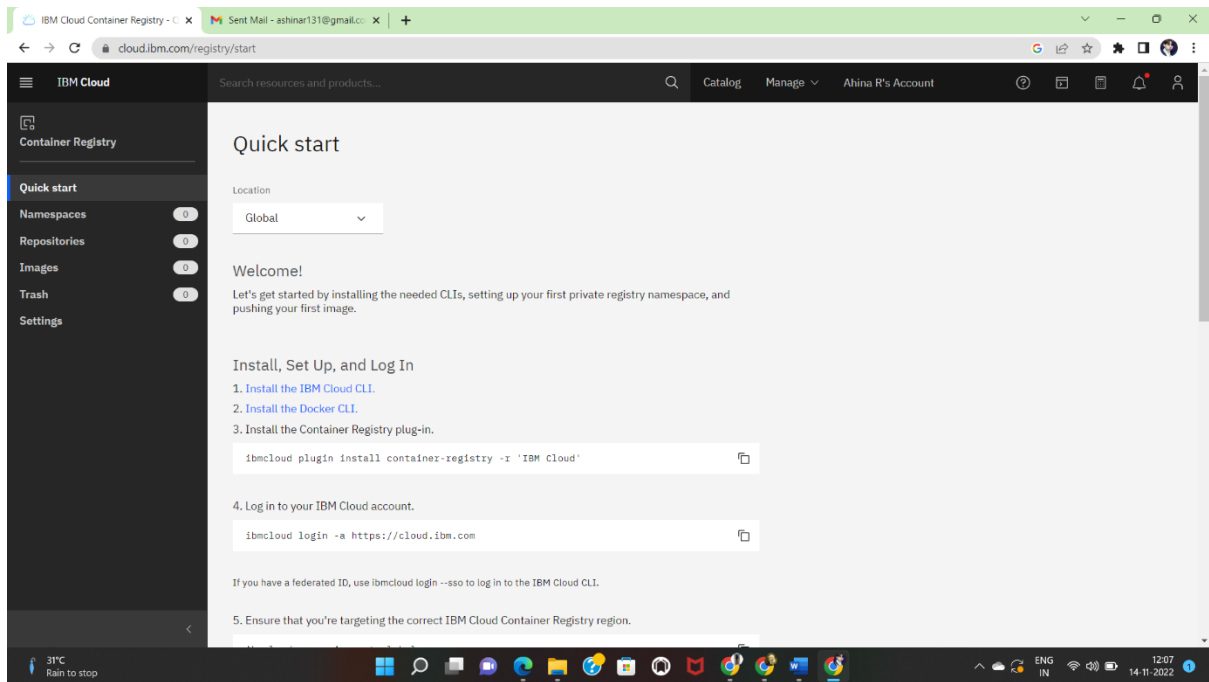 IBM Cloud Container Registry - Q
Sent Mail - ashinar131@gmail.co
cloud.ibm.com/registry/start
IBM Cloud
Search resources and products...
Catalog
Manage
Ahina R's Account
Container Registry
Quick start
Namespaces 0
Repositories 0
Images 0
Trash 0
Settings
Quick start
Location
Global
Welcome!
Let's get started by installing the needed CLIs, setting up your first private registry namespace, and
pushing your first image.
Install, Set Up, and Log In
1. Install the IBM Cloud CLI.
2. Install the Docker CLI.
3. Install the Container Registry plug-in.
ibmcloud plugin install container-registry -r 'IBM Cloud'
4. Log in to your IBM Cloud account.
ibmcloud login -a https://cloud.ibm.com
If you have a federated ID, use ibmcloud login --sso to log in to the IBM Cloud CLI.
5. Ensure that you're targeting the correct IBM Cloud Container Registry region.
31°C
Rain to stop
ENG
IN
12:07
14-11-2022
1